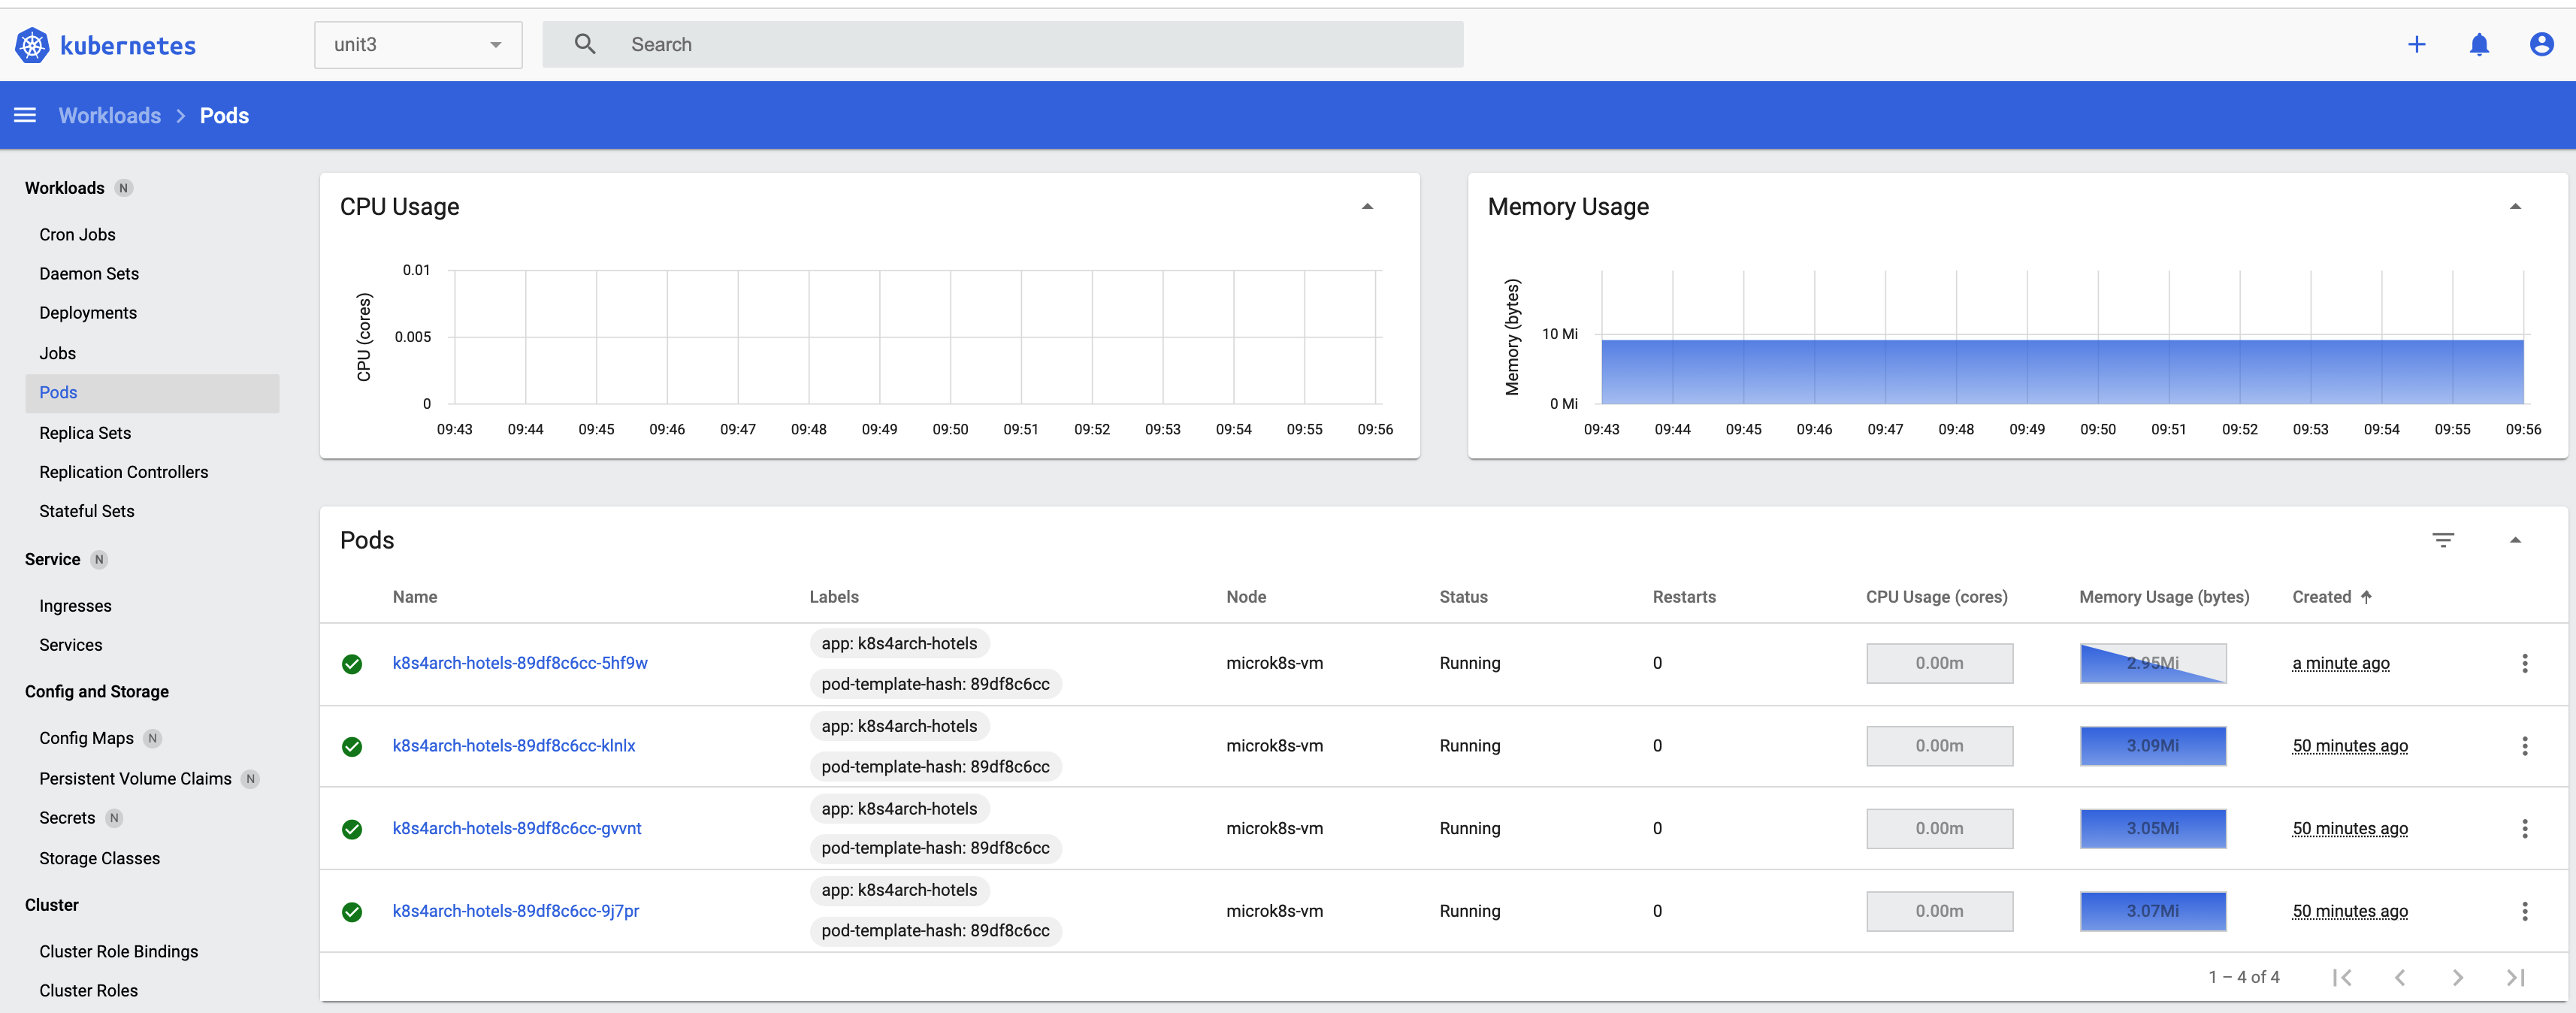 kubernetes
unit3
Search
Workloads > Pods
Workloads N
Cron Jobs
Daemon Sets
Deployments
Jobs
Pods
Replica Sets
Replication Controllers
Stateful Sets
Service N
Ingresses
Services
Config and Storage
Config Maps N
Persistent Volume Claims N
Secrets N
Storage Classes
Cluster
Cluster Role Bindings
Cluster Roles
CPU Usage
CPU (cores)
0.01
0.005
0
09:43 09:44 09:45 09:46 09:47 09:48 09:49 09:50 09:51 09:52 09:53 09:54 09:55 09:56
Memory Usage
Memory (bytes)
10 Mi
0 Mi
09:43 09:44 09:45 09:46 09:47 09:48 09:49 09:50 09:51 09:52 09:53 09:54 09:55 09:56
Pods
Name Labels Node Status Restarts CPU Usage (cores) Memory Usage (bytes) Created
app: k8s4arch-hotels
k8s4arch-hotels-89df8c6cc-5hf9w microk8s-vm Running 0 0.00m 2.95Mi a minute ago
pod-template-hash: 89df8c6cc
app: k8s4arch-hotels
k8s4arch-hotels-89df8c6cc-klnlx microk8s-vm Running 0 0.00m 3.09Mi 50 minutes ago
pod-template-hash: 89df8c6cc
app: k8s4arch-hotels
k8s4arch-hotels-89df8c6cc-gvvnt microk8s-vm Running 0 0.00m 3.05Mi 50 minutes ago
pod-template-hash: 89df8c6cc
app: k8s4arch-hotels
k8s4arch-hotels-89df8c6cc-9j7pr microk8s-vm Running 0 0.00m 3.07Mi 50 minutes ago
pod-template-hash: 89df8c6cc
1 – 4 of 4